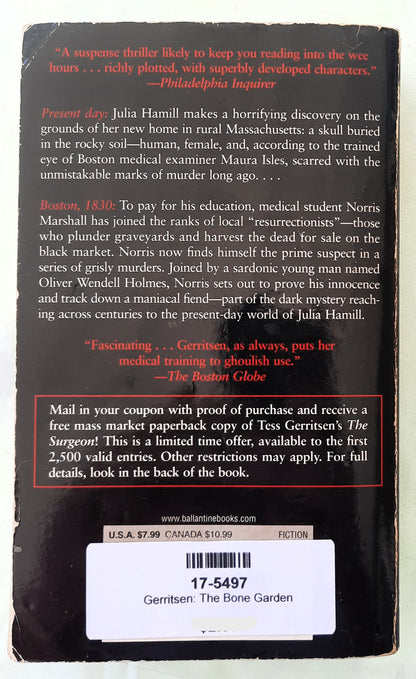 "A suspense thriller likely to keep you reading into the wee
hours . . . richly plotted, with superbly developed characters."
—Philadelphia Inquirer
Present day: Julia Hamill makes a horrifying discovery on the
grounds of her new home in rural Massachusetts: a skull buried
in the rocky soil—human, female, and, according to the trained
eye of Boston medical examiner Maura Isles, scarred with the
unmistakable marks of murder long ago. . . .
Boston, 1830: To pay for his education, medical student Norris
Marshall has joined the ranks of local "resurrectionists"—those
who plunder graveyards and harvest the dead for sale on the
black market. Norris now finds himself the prime suspect in a
series of grisly murders. Joined by a sardonic young man named
Oliver Wendell Holmes, Norris sets out to prove his innocence
and track down a maniacal fiend—part of the dark mystery reach-
ing across centuries to the present-day world of Julia Hamill.
"Fascinating . . . Gerritsen, as always, puts her
medical training to ghoulish use."
—The Boston Globe
Mail in your coupon with proof of purchase and receive a
free mass market paperback copy of Tess Gerritsen's The
Surgeon! This is a limited time offer, available to the first
2,500 valid entries. Other restrictions may apply. For full
details, look in the back of the book.
www.ballantinebooks.com
U.S.A. $7.99 CANADA $10.99 FICTION
17-5497
Gerritsen: The Bone Garden